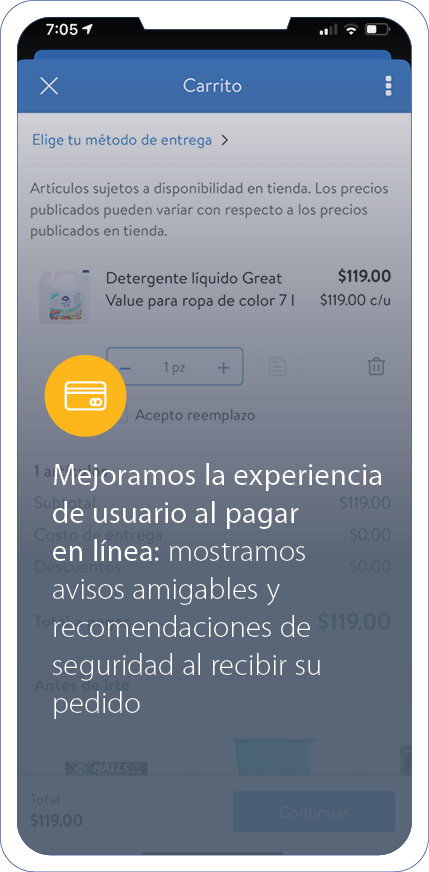 7:05
Carrito
Elige tu método de entrega >
Artículos sujetos a disponibilidad en tienda. Los precios
publicados pueden variar con respecto a los precios
publicados en tienda.
Detergente líquido Great $119.00
Value para ropa de color 7 l $119.00 c/u
− 1 pz +
Acepto reemplazo
Mejoramos la experiencia
de usuario al pagar
en línea: mostramos
avisos amigables y
recomendaciones de
seguridad al recibir su
pedido
Subtotal $119.00
Costo de entrega $0.00
Descuentos $0.00
$119.00
Antes de irte
HALLS
Total
$119.00
Continuar